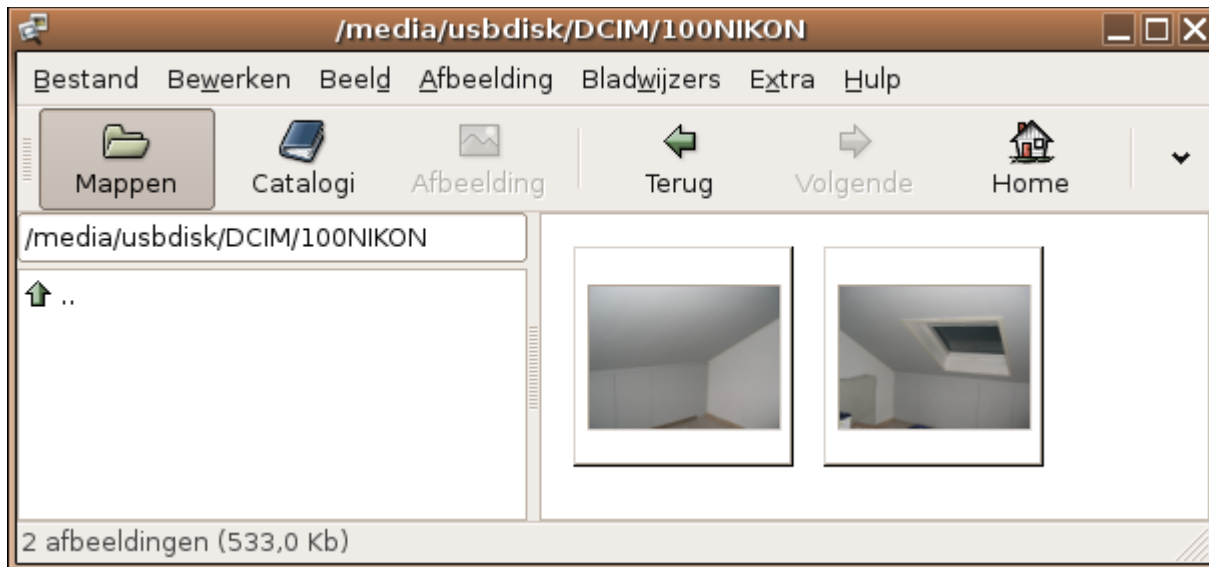 /media/usbdisk/DCIM/100NIKON
Bestand Bewerken Beeld Afbeelding Bladwijzers Extra Hulp
Mappen Catalogi Afbeelding Terug Volgende Home
/media/usbdisk/DCIM/100NIKON
..
2 afbeeldingen (533,0 Kb)